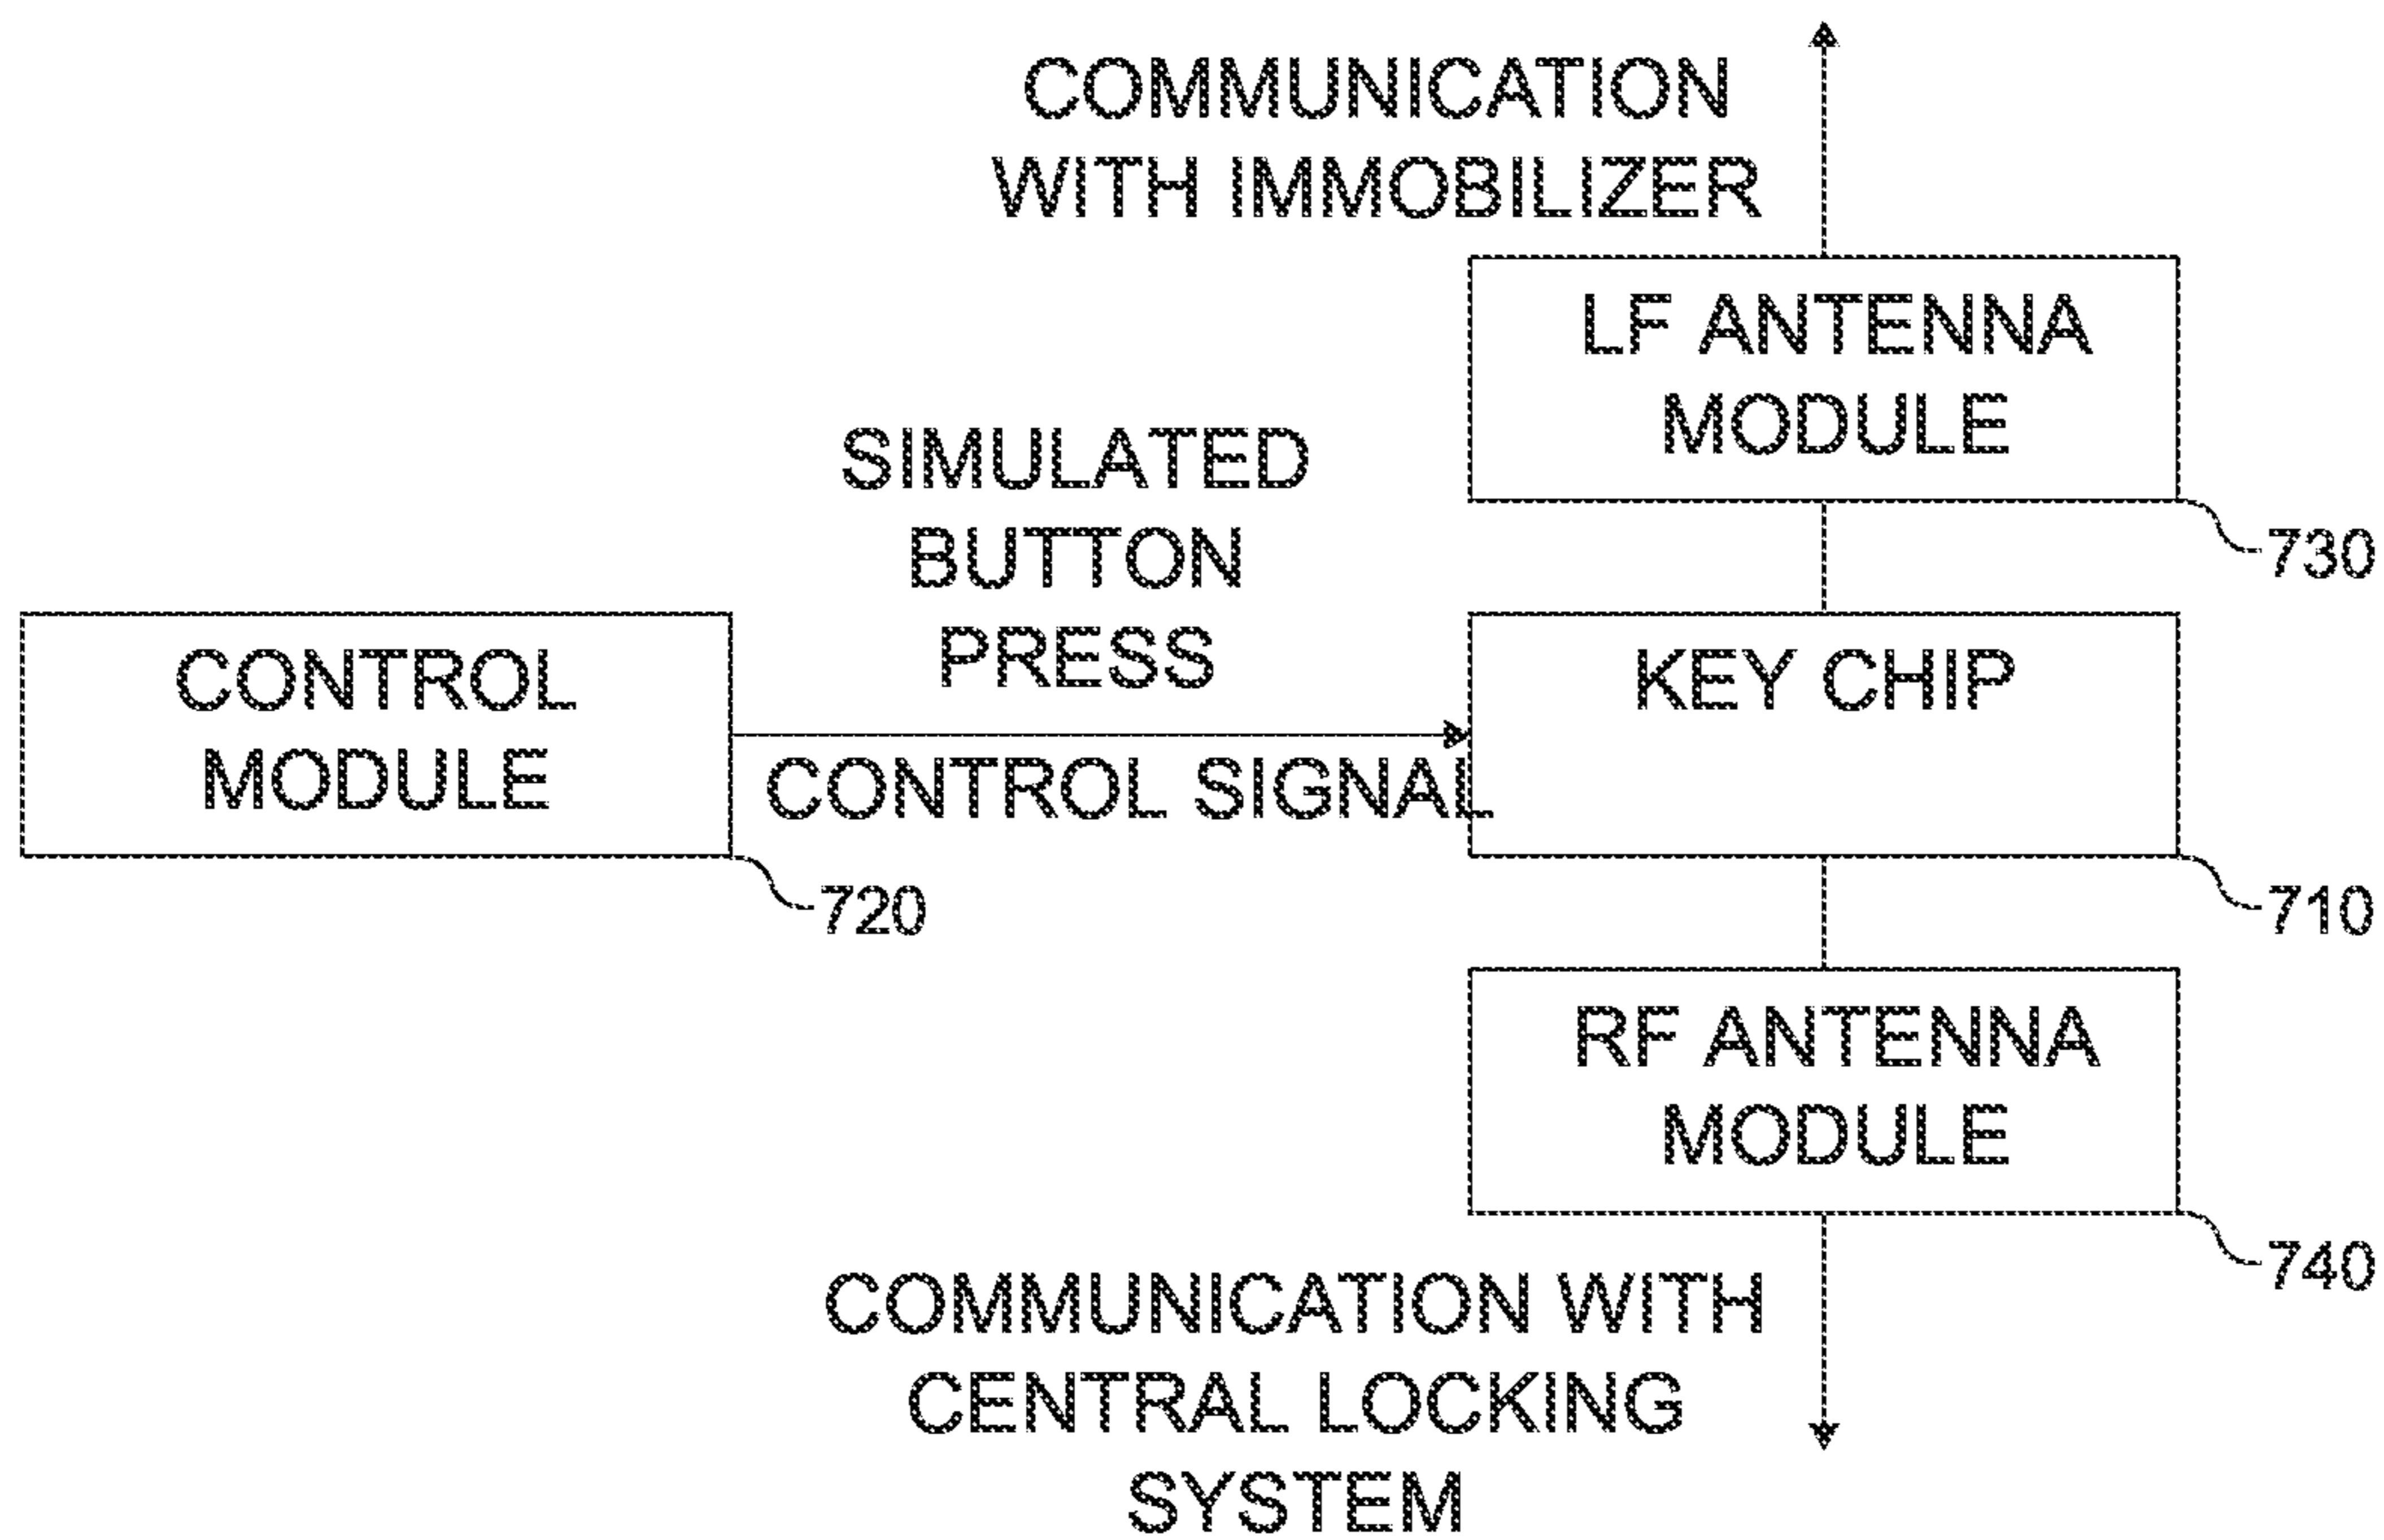 COMMUNICATION
WITH IMMOBILIZER
LF ANTENNA
MODULE
730
SIMULATED
BUTTON
PRESS
CONTROL
MODULE
720
CONTROL SIGNAL
KEY CHIP
710
RF ANTENNA
MODULE
740
COMMUNICATION WITH
CENTRAL LOCKING
SYSTEM